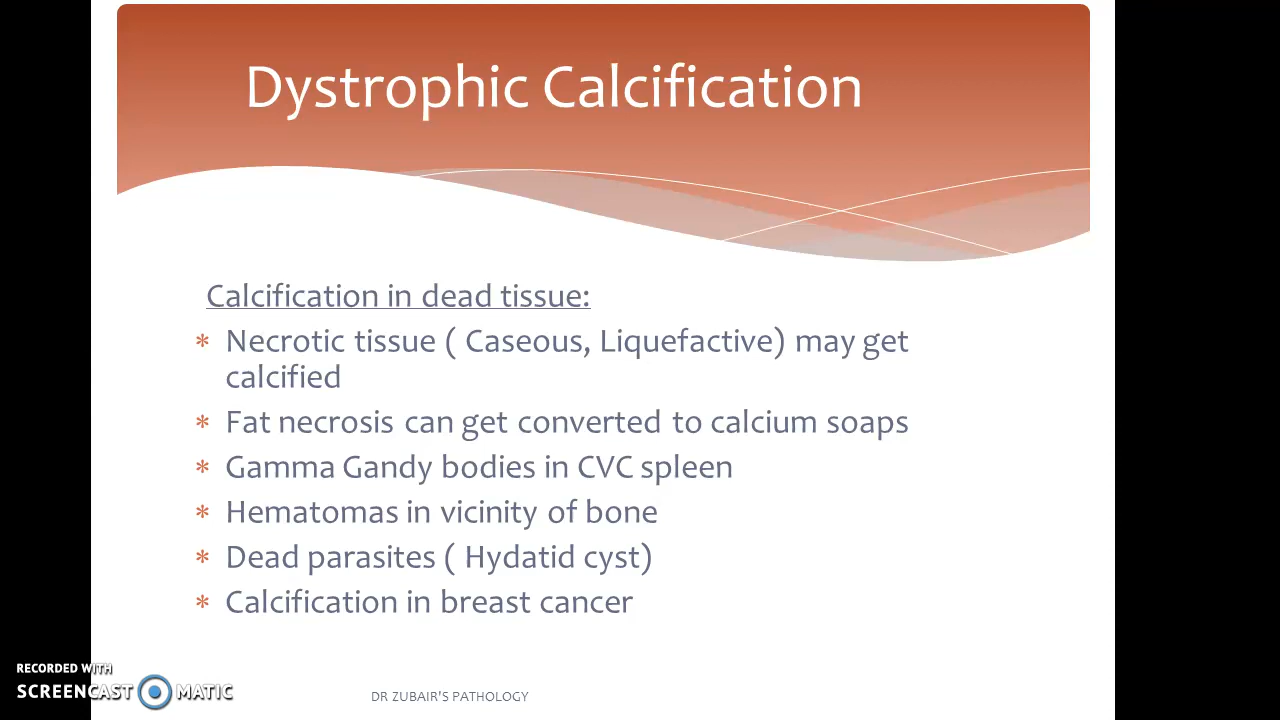 Dystrophic Calcification
Calcification in dead tissue:
* Necrotic tissue ( Caseous, Liquefactive) may get
calcified
* Fat necrosis can get converted to calcium soaps
* Gamma Gandy bodies in CVC spleen
* Hematomas in vicinity of bone
* Dead parasites ( Hydatid cyst)
* Calcification in breast cancer
RECORDED WITH
SCREENCAST MATIC
DR ZUBAIR'S PATHOLOGY